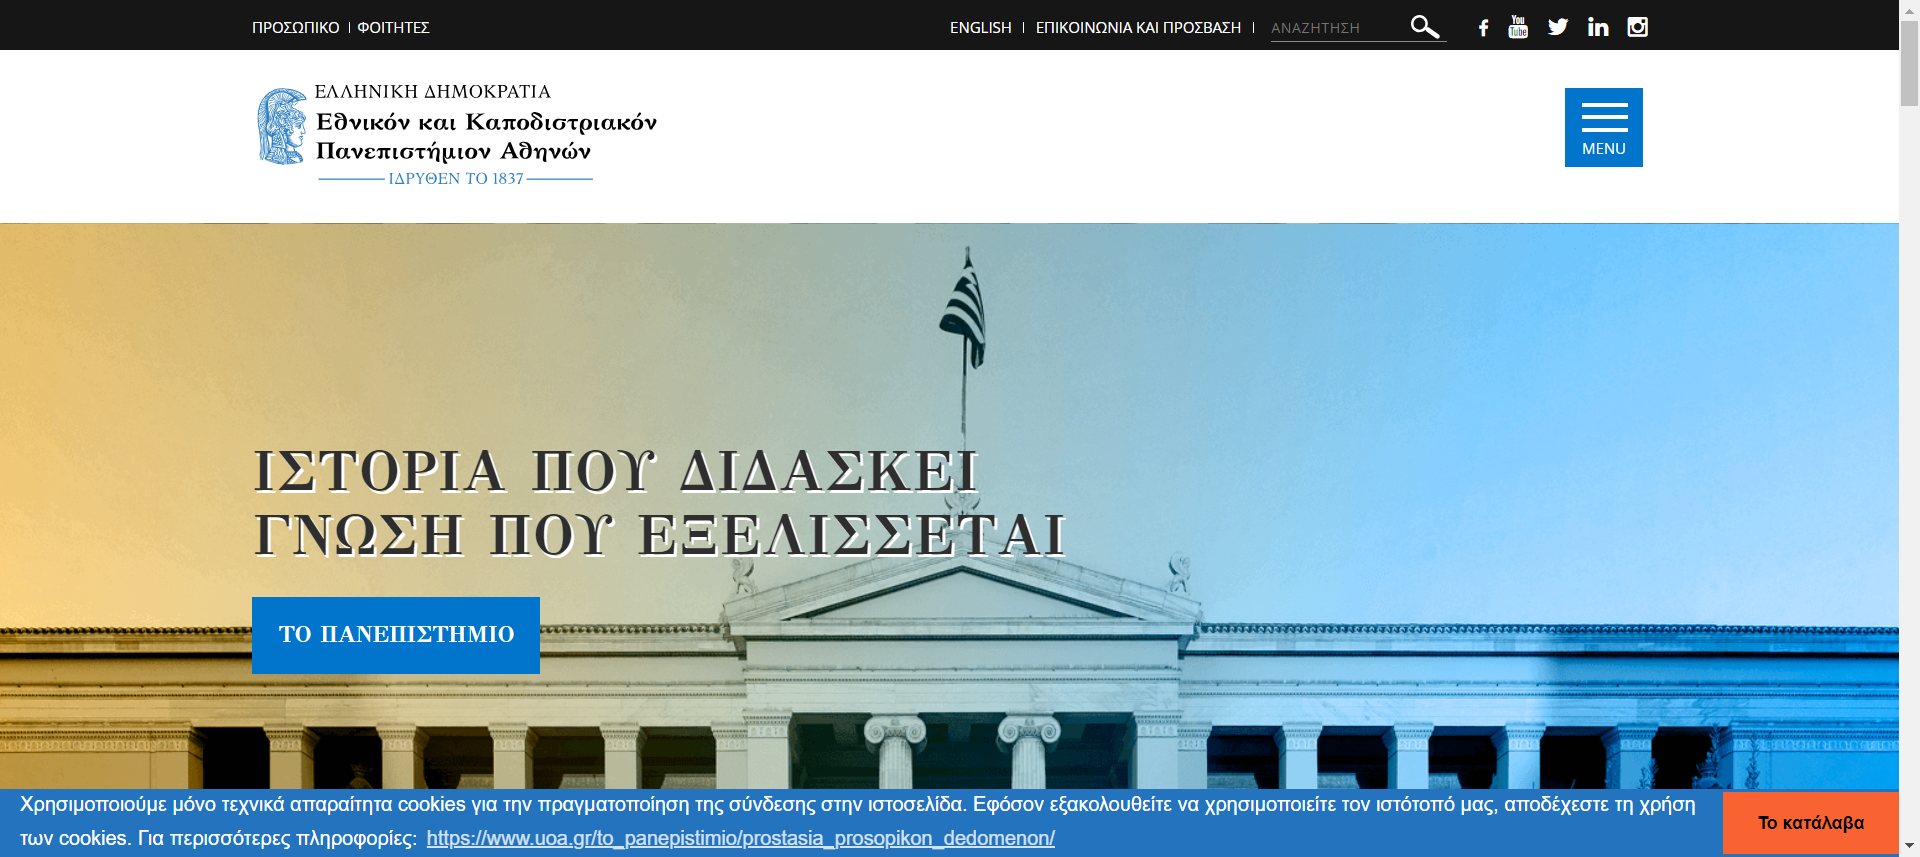 ΠΡΟΣΩΠΙΚΟ | ΦΟΙΤΗΤΕΣ
ENGLISH | ΕΠΙΚΟΙΝΩΝΙΑ ΚΑΙ ΠΡΟΣΒΑΣΗ | ΑΝΑΖΗΤΗΣΗ
You Tube
ΕΛΛΗΝΙΚΗ ΔΗΜΟΚΡΑΤΙΑ
Εθνικόν και Καποδιστριακόν
Πανεπιστήμιον Αθηνών
ΙΔΡΥΘΕΝ ΤΟ 1837
MENU
ΙΣΤΟΡΙΑ ΠΟΥ ΔΙΔΑΣΚΕΙ
ΓΝΩΣΗ ΠΟΥ ΕΞΕΛΙΣΣΕΤΑΙ
ΤΟ ΠΑΝΕΠΙΣΤΗΜΙΟ
Χρησιμοποιούμε μόνο τεχνικά απαραίτητα cookies για την πραγματοποίηση της σύνδεσης στην ιστοσελίδα. Εφόσον εξακολουθείτε να χρησιμοποιείτε τον ιστότοπό μας, αποδέχεστε τη χρήση
των cookies. Για περισσότερες πληροφορίες: https://www.uoa.gr/to_panepistimio/prostasia_prosopikon_dedomenon/
Το κατάλαβα